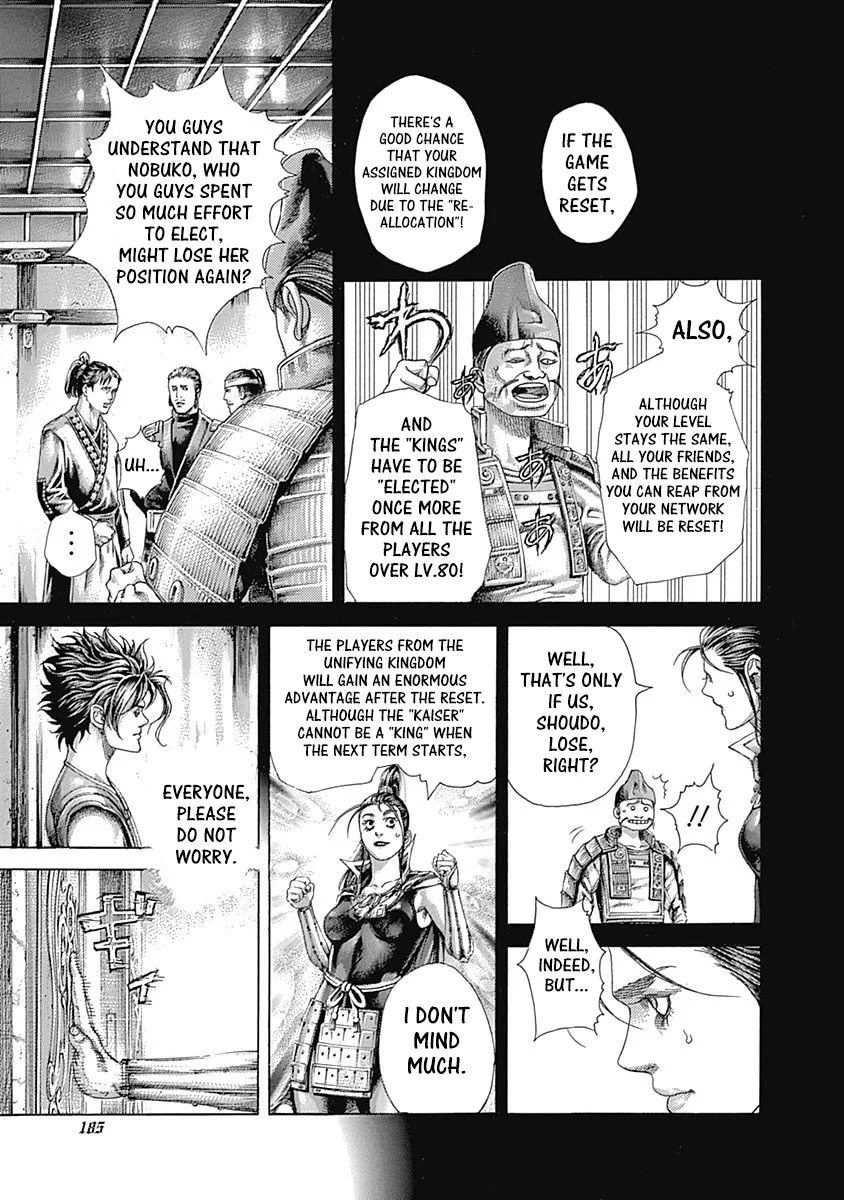 IF THE
GAME
GETS
RESET,
THERE'S A
GOOD CHANCE
THAT YOUR
ASSIGNED KINGDOM
WILL CHANGE
DUE TO THE "RE-
ALLOCATION"!
ALSO,
ALTHOUGH
YOUR LEVEL
STAYS THE SAME,
ALL YOUR FRIENDS,
AND THE BENEFITS
YOU CAN REAP FROM
YOUR NETWORK
WILL BE RESET!
わ
あ
あ
あ
あ
AND
THE "KINGS"
HAVE TO BE
"ELECTED"
ONCE MORE
FROM ALL THE
PLAYERS
OVER LV.80!
YOU GUYS
UNDERSTAND THAT
NOBUKO, WHO
YOU GUYS SPENT
SO MUCH EFFORT
TO ELECT,
MIGHT LOSE HER
POSITION AGAIN?
UH...
...
WELL,
THAT'S ONLY
IF US,
SHOUDO,
LOSE,
RIGHT?
!!
WELL,
INDEED,
BUT...
THE PLAYERS FROM THE
UNIFYING KINGDOM
WILL GAIN AN ENORMOUS
ADVANTAGE AFTER THE RESET.
ALTHOUGH THE "KAISER"
CANNOT BE A "KING" WHEN
THE NEXT TERM STARTS,
I DON'T
MIND
MUCH.
EVERYONE,
PLEASE
DO NOT
WORRY.
185